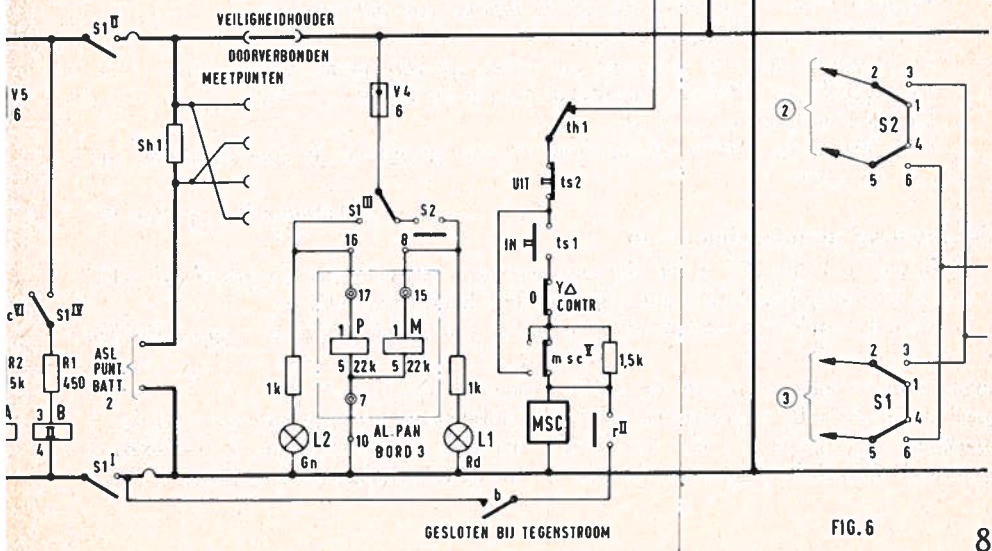 S1 II
VEILIGHEIDHOUDER
DOORVERBONDEN
MEETPUNTEN
V5
6
V4
6
Sh1
th1
UIT ts2
S1 III
S2
16 8
IN ts1
17 15
0 Y△
CONTR
1 P 1 M
5 22k 5 22k
msc V 1,5k
c VI S1 IV
R2 R1
5k 450
ASL
PUNT
BATT.
2
A 3 B
4
1k
1k
7
MSC
r II
L2 10 AL.PAN L1
BORD 3
Gn Rd
S1 I
b
GESLOTEN BIJ TEGENSTROOM
2 2 3
1
S2
4
5 6
3 2 3
1
S1
4
5 6
FIG.6
8